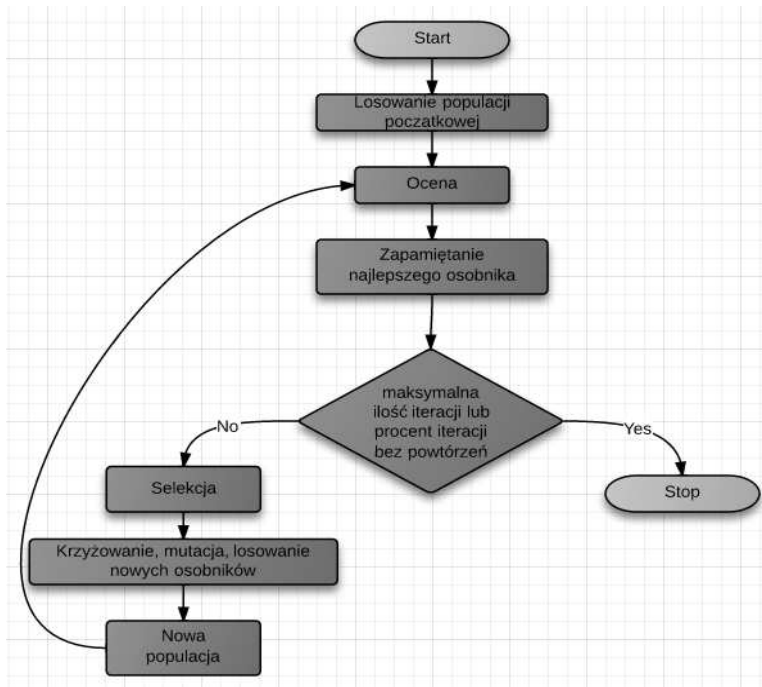 Start
Losowanie populacji
poczatkowej
Ocena
Zapamiętanie
najlepszego osobnika
maksymalna
ilość iteracji lub
procent iteracji
bez powtórzeń
No
Yes
Selekcja
Stop
Krzyżowanie, mutacja, losowanie
nowych osobników
Nowa
populacja